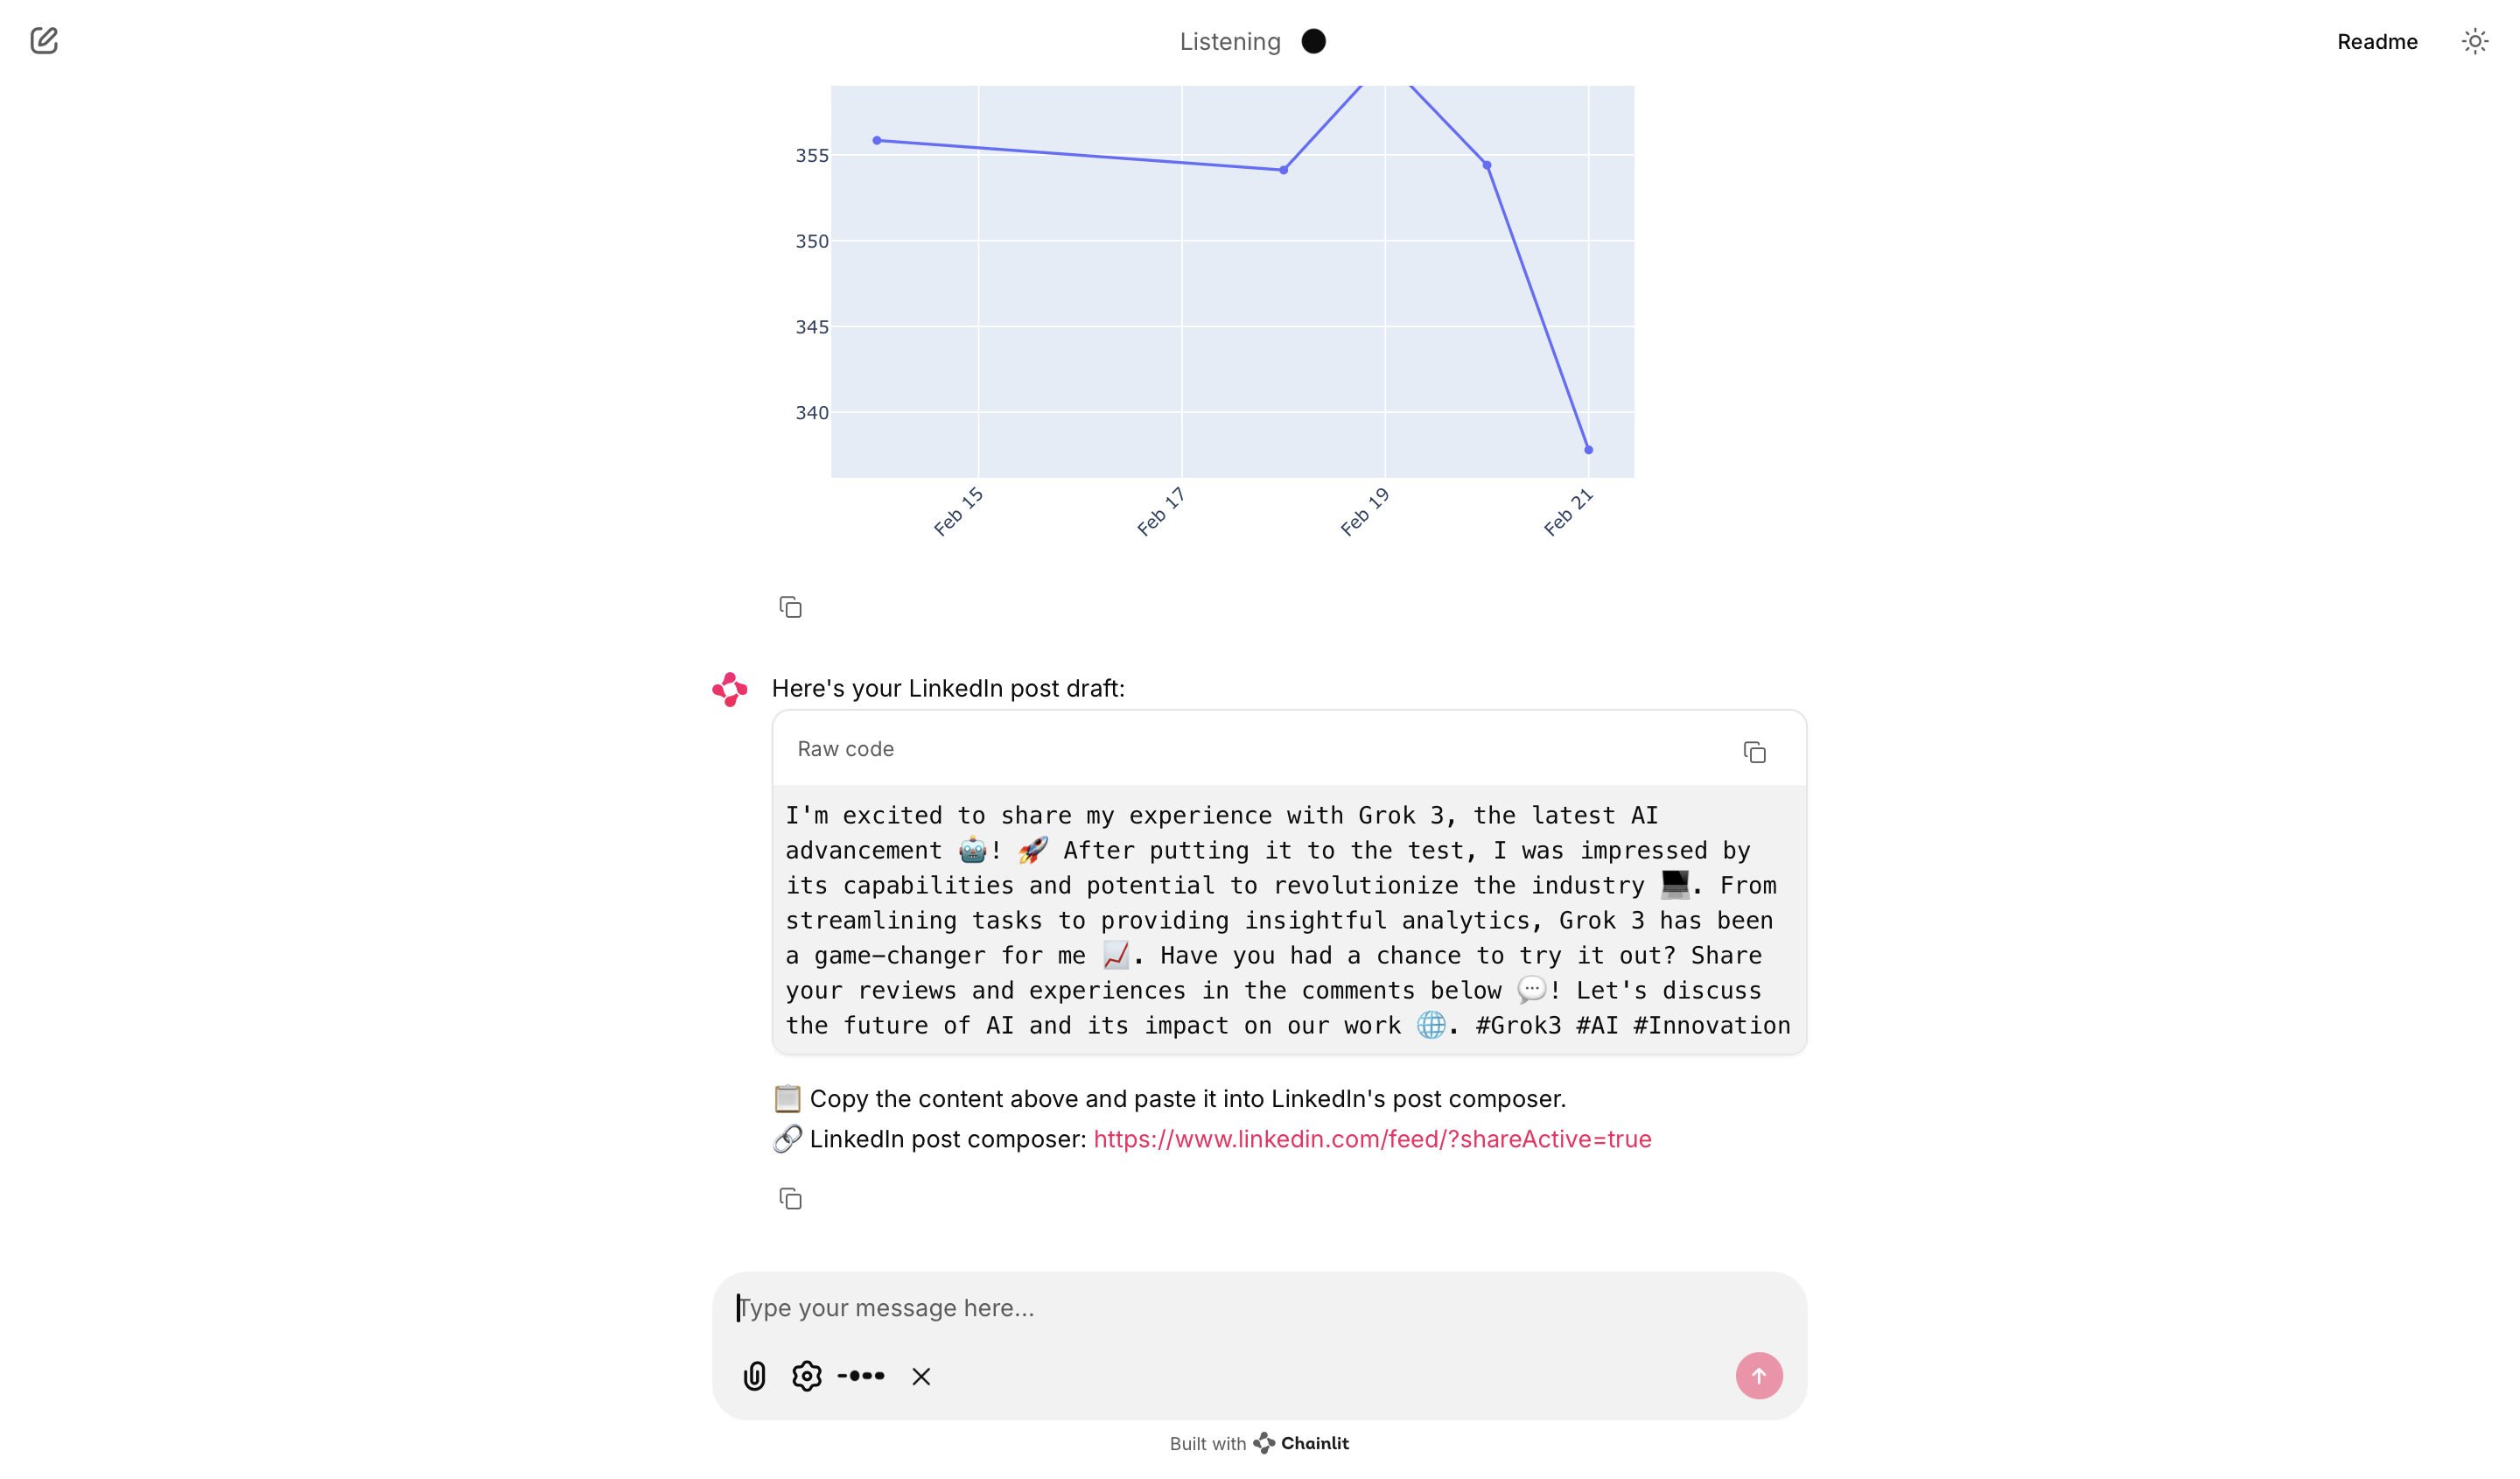 Listening
Readme
355
350
345
340
Feb 15
Feb 17
Feb 19
Feb 21
Here's your LinkedIn post draft:
Raw code
I'm excited to share my experience with Grok 3, the latest AI
advancement 🤖! 🚀 After putting it to the test, I was impressed by
its capabilities and potential to revolutionize the industry 💻. From
streamlining tasks to providing insightful analytics, Grok 3 has been
a game-changer for me 📈. Have you had a chance to try it out? Share
your reviews and experiences in the comments below 💬! Let's discuss
the future of AI and its impact on our work 🌐. #Grok3 #AI #Innovation
📋 Copy the content above and paste it into LinkedIn's post composer.
🔗 LinkedIn post composer: https://www.linkedin.com/feed/?shareActive=true
Type your message here...
Built with Chainlit